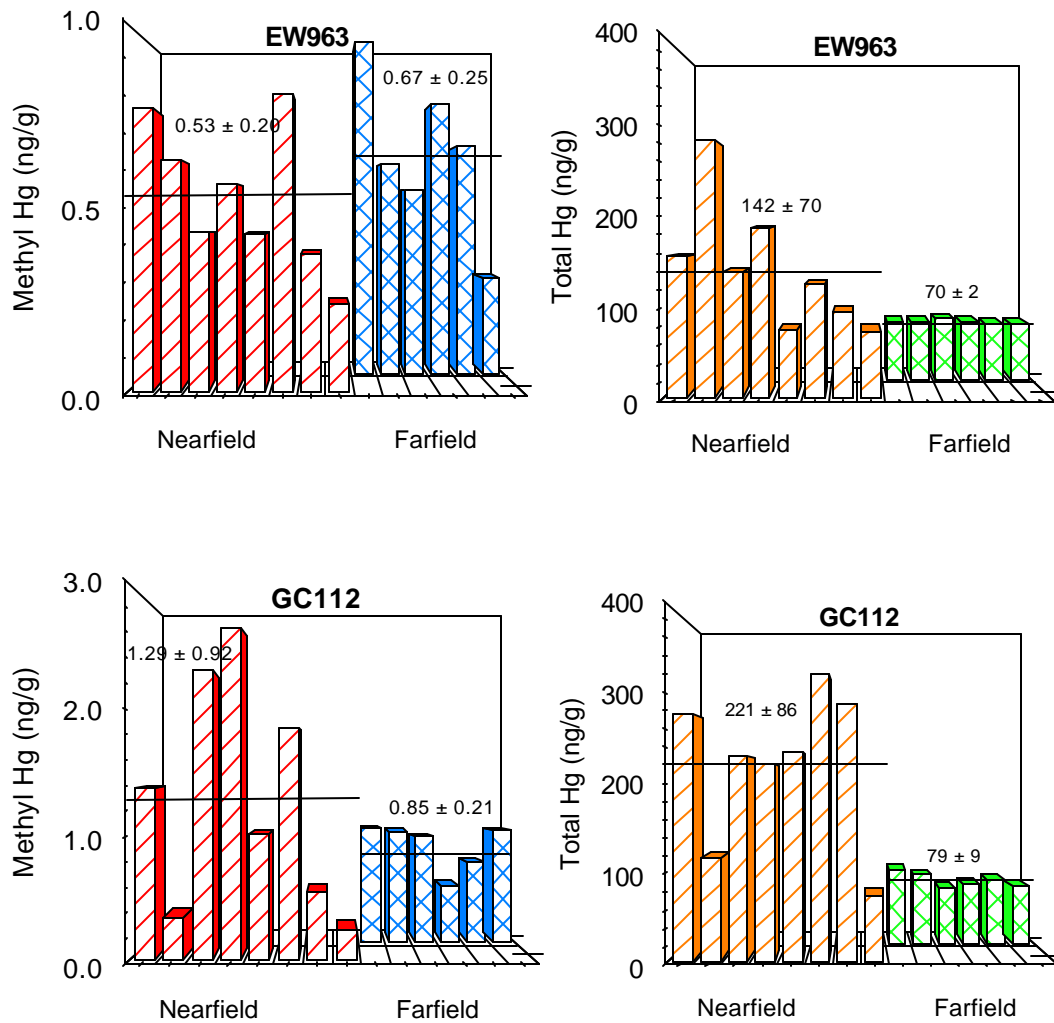 EW963
1.0
0.5
0.0
Methyl Hg (ng/g)
0.53 ± 0.20
0.67 ± 0.25
Nearfield
Farfield
EW963
400
300
200
100
0
Total Hg (ng/g)
142 ± 70
70 ± 2
Nearfield
Farfield
GC112
3.0
2.0
1.0
0.0
Methyl Hg (ng/g)
1.29 ± 0.92
0.85 ± 0.21
Nearfield
Farfield
GC112
400
300
200
100
0
Total Hg (ng/g)
221 ± 86
79 ± 9
Nearfield
Farfield